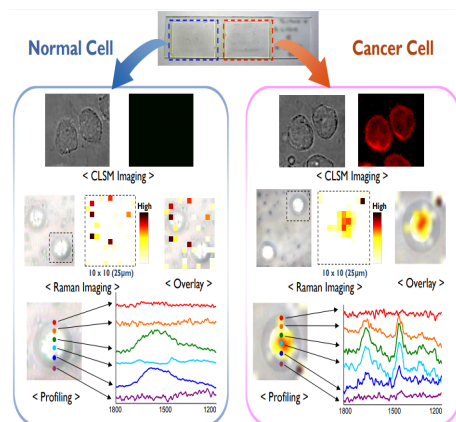 Normal Cell
Cancer Cell
< CLSM Imaging >
High
10 x 10 (25μm)
Low
< Raman Imaging >
< Overlay >
< Profiling >
1800
1500
1200
< CLSM Imaging >
High
10 x 10 (25μm)
< Raman Imaging >
< Overlay >
< Profiling >
1800
1500
1200